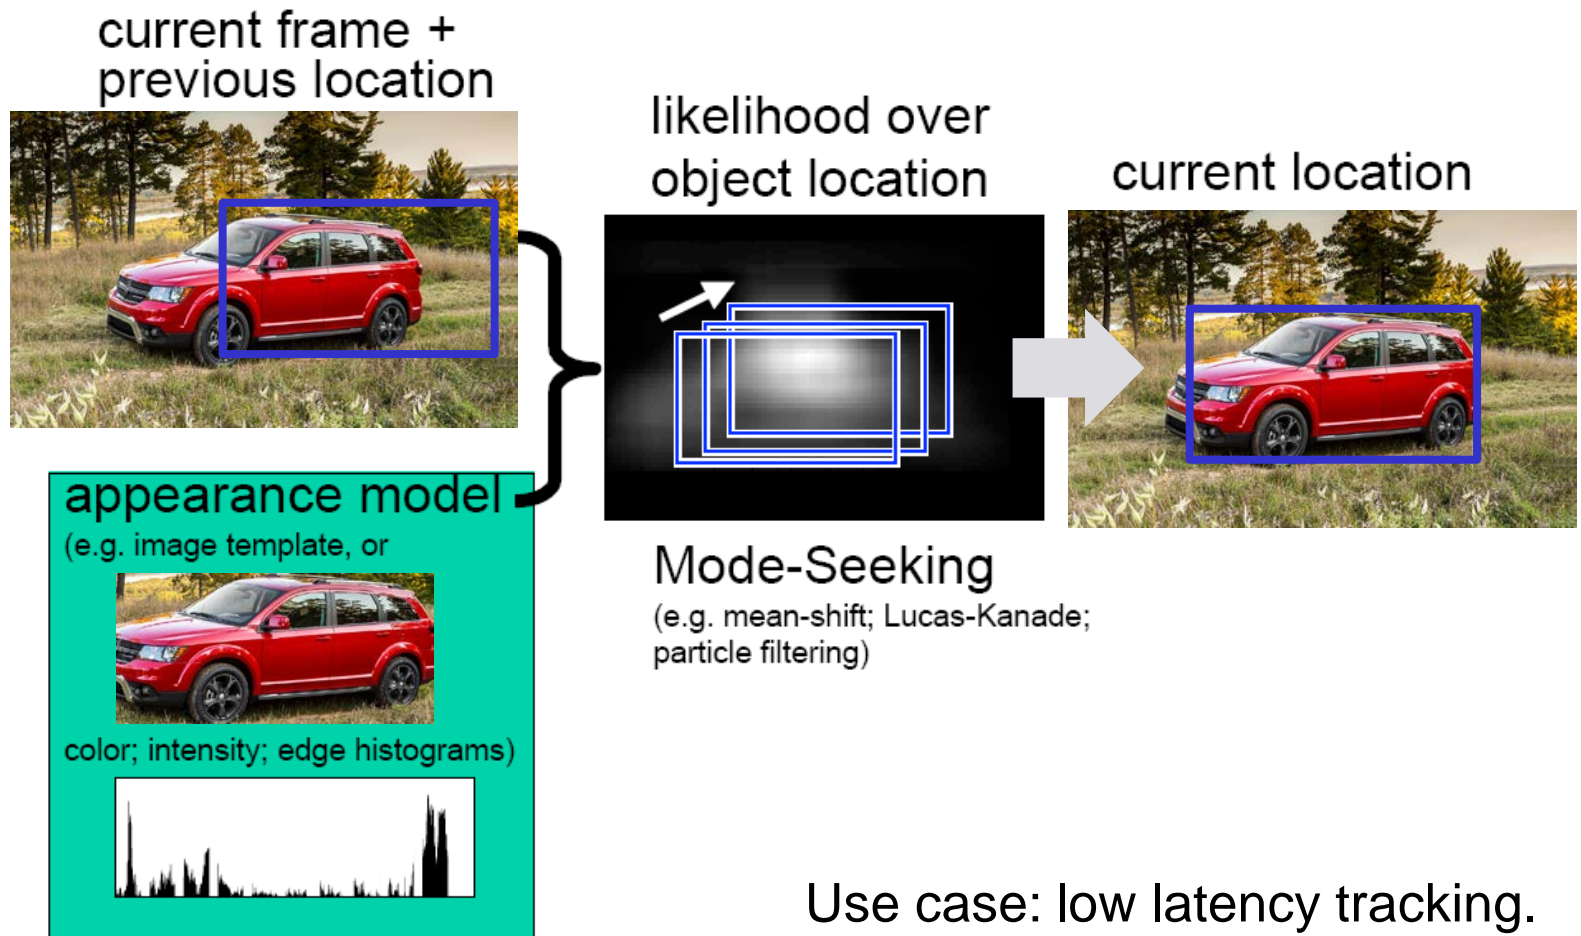 current frame +
previous location
appearance model
(e.g. image template, or
color; intensity; edge histograms)
likelihood over
object location
Mode-Seeking
(e.g. mean-shift; Lucas-Kanade;
particle filtering)
current location
Use case: low latency tracking.